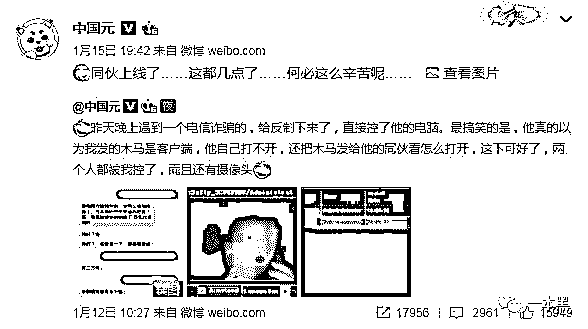 中国元
1月15日 19:42 来自 微博 weibo.com
同伙上线了……这都几点了……何必这么辛苦呢…… 查看图片
@中国元
昨天晚上遇到一个电信诈骗的，给反制下来了，直接控了他的电脑。最搞笑的是，他真的以
为我发的木马是客户端，他自己打不开，还把木马发给他的同伙看怎么打开，这下可好了，两
个人都被我控了，而且还有摄像头
1月12日 10:27 来自 微博 weibo.com
17956
2961
15949
一本黑